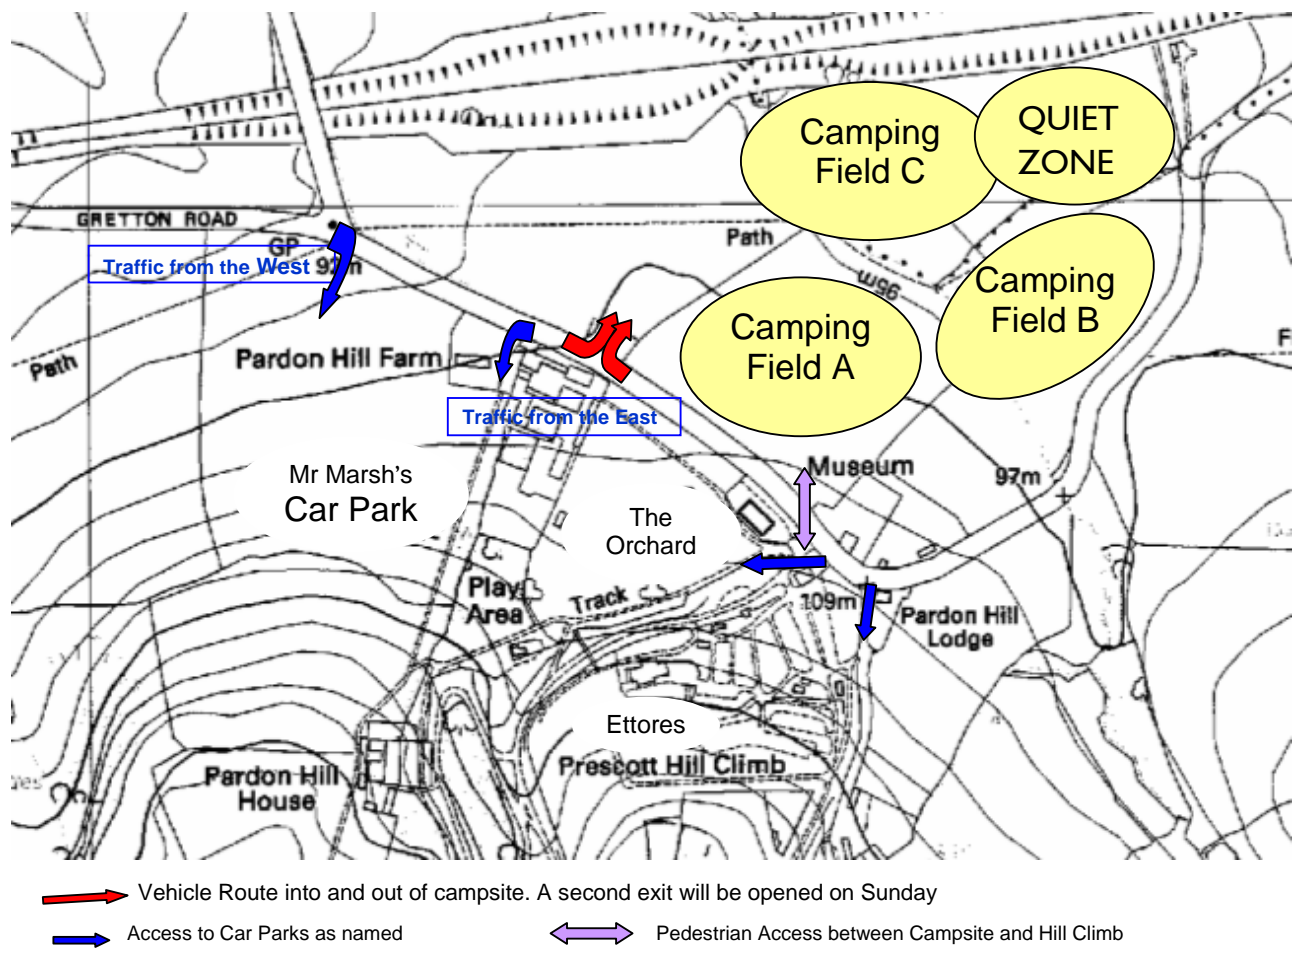 Camping
Field C
QUIET
ZONE
GRETTON ROAD
GP
Path
Traffic from the West
95m
Camping
Field B
Camping
Field A
Path
Pardon Hill Farm
Traffic from the East
Mr Marsh's
Car Park
Museum
97m
The
Orchard
Play
Area
Track
109m
Pardon Hill
Lodge
Ettores
Prescott Hill Climb
Pardon Hill
House
Vehicle Route into and out of campsite. A second exit will be opened on Sunday
Access to Car Parks as named
Pedestrian Access between Campsite and Hill Climb